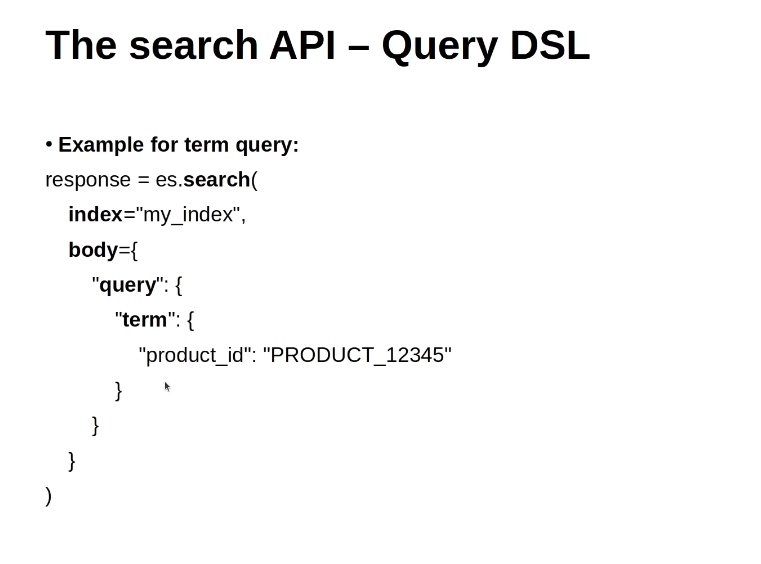 The search API – Query DSL
• Example for term query:
response = es.search(
index="my_index",
body={
"query": {
"term": {
"product_id": "PRODUCT_12345"
}
}
}
)